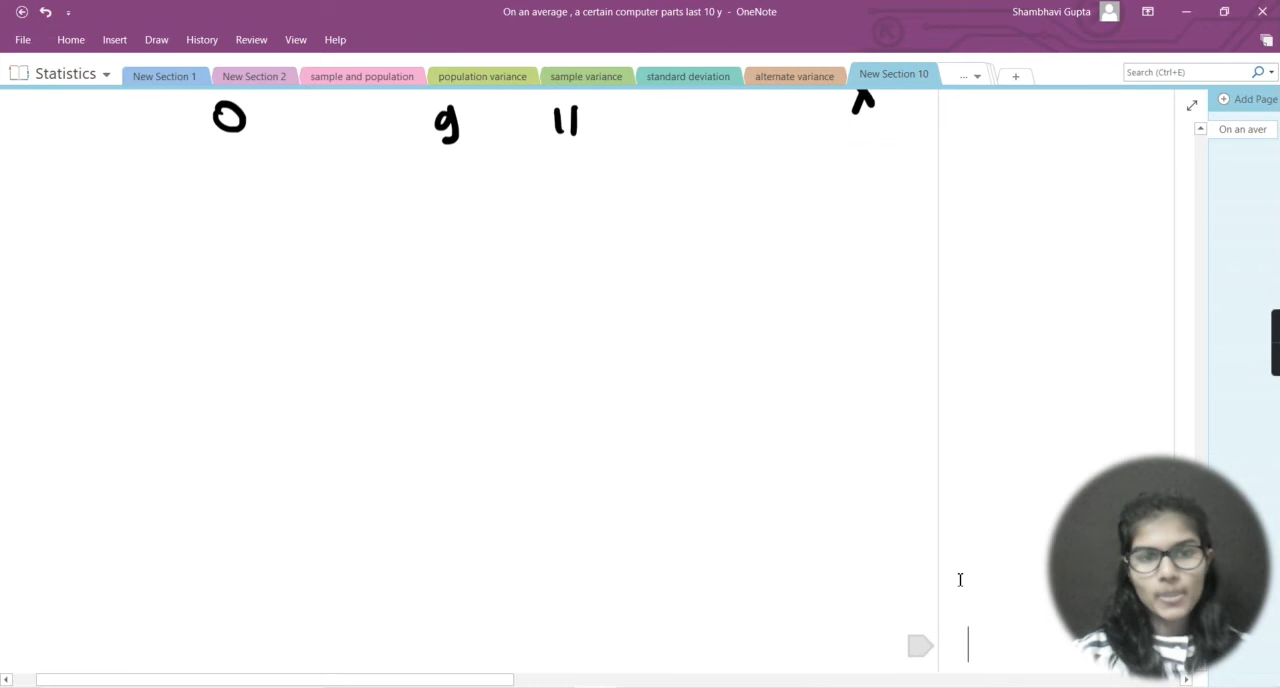 On an average , a certain computer parts last 10 y - OneNote
Shambhavi Gupta
File Home Insert Draw History Review View Help
Statistics
New Section 1 New Section 2 sample and population population variance sample variance standard deviation alternate variance New Section 10 ... +
Search (Ctrl+E)
Add Page
On an aver
0 9 11
x